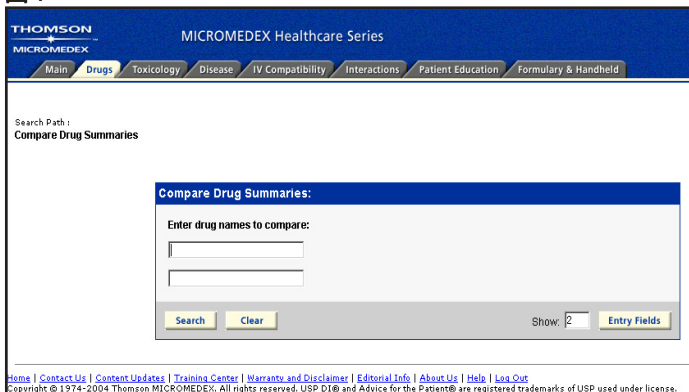 THOMSON
MICROMEDEX
MICROMEDEX Healthcare Series
Main Drugs Toxicology Disease IV Compatibility Interactions Patient Education Formulary & Handheld
Search Path :
Compare Drug Summaries
Compare Drug Summaries:
Enter drug names to compare:
Search Clear Show: 2 Entry Fields
Home | Contact Us | Content Updates | Training Center | Warranty and Disclaimer | Editorial Info | About Us | Help | Log Out
Copyright © 1974-2004 Thomson MICROMEDEX. All rights reserved. USP DI® and Advice for the Patient® are registered trademarks of USP used under license.